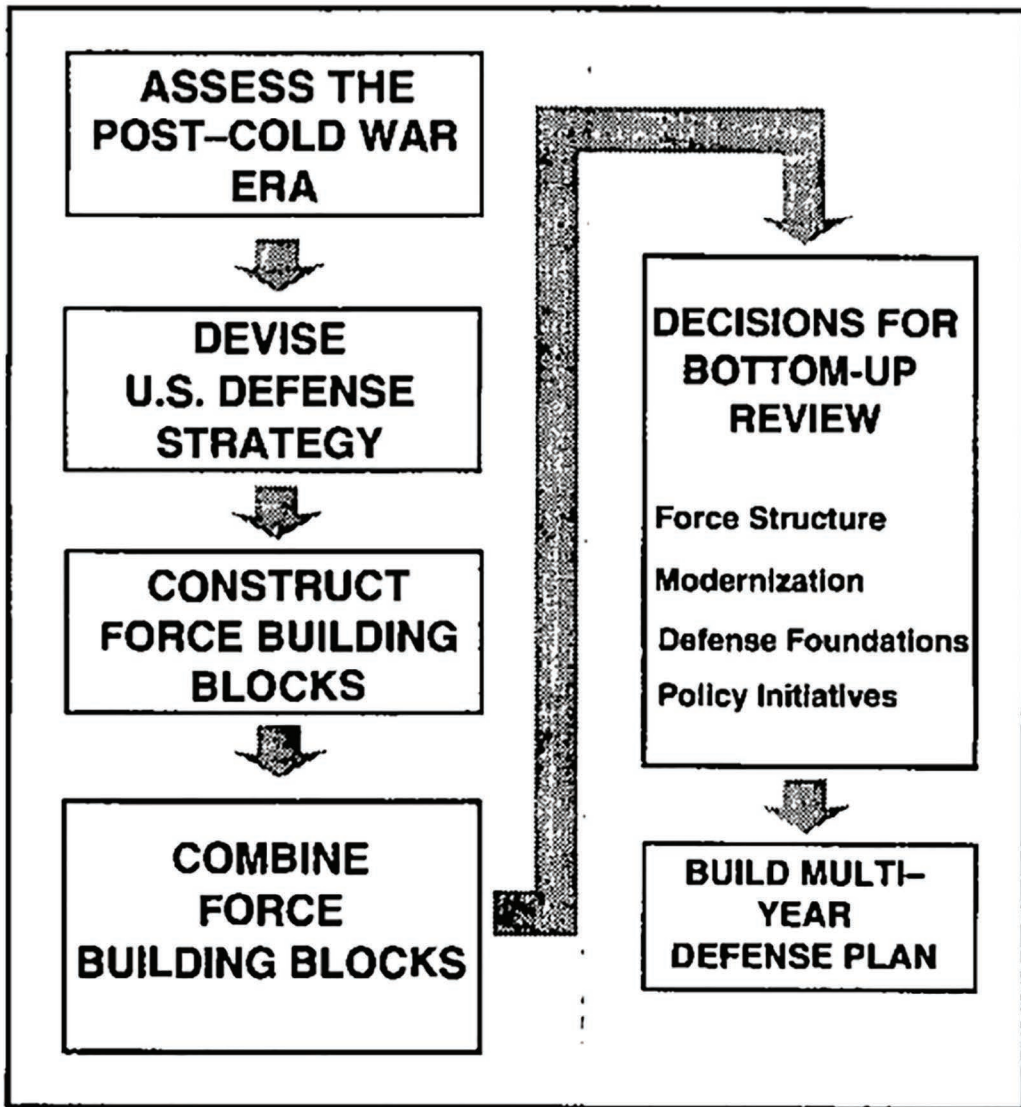 ASSESS THE
POST–COLD WAR
ERA
DEVISE
U.S. DEFENSE
STRATEGY
CONSTRUCT
FORCE BUILDING
BLOCKS
COMBINE
FORCE
BUILDING BLOCKS
DECISIONS FOR
BOTTOM-UP
REVIEW
Force Structure
Modernization
Defense Foundations
Policy Initiatives
BUILD MULTI–
YEAR
DEFENSE PLAN